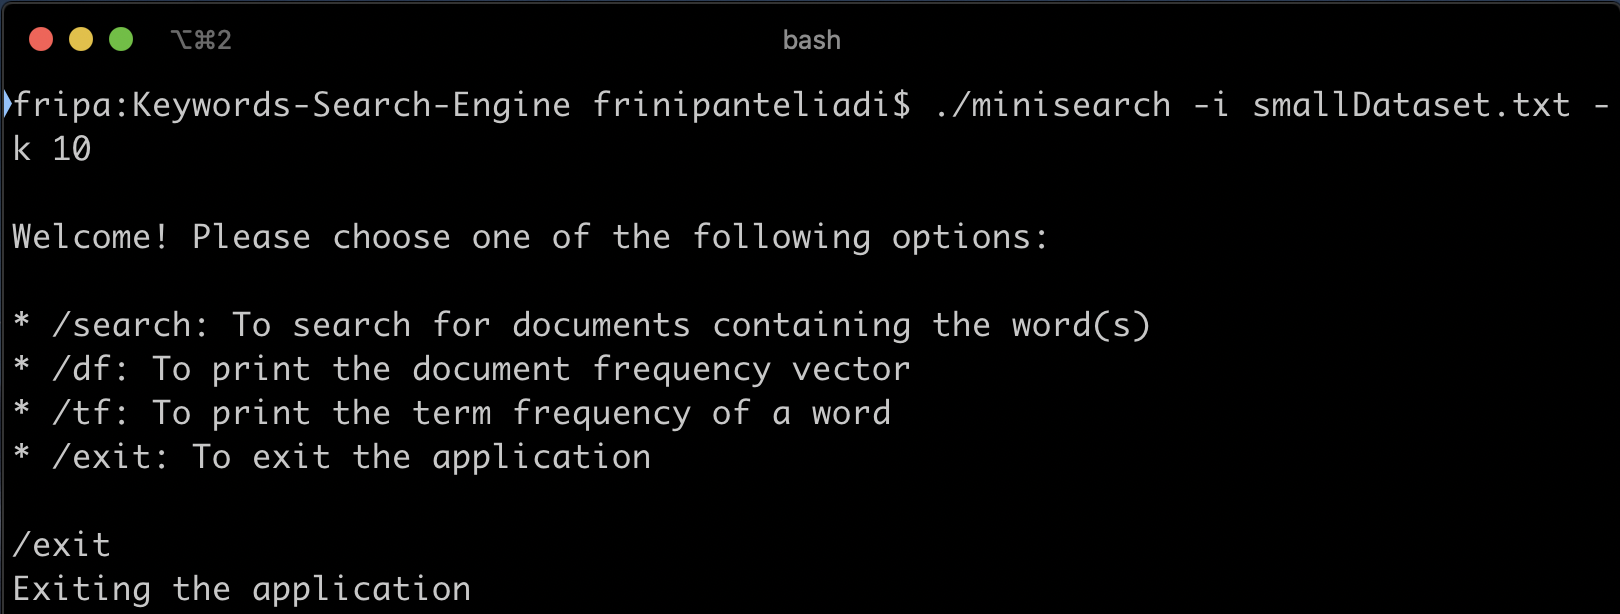 ⌥⌘2 bash
fripa:Keywords-Search-Engine frinipanteliadi$ ./minisearch -i smallDataset.txt -
k 10
Welcome! Please choose one of the following options:
* /search: To search for documents containing the word(s)
* /df: To print the document frequency vector
* /tf: To print the term frequency of a word
* /exit: To exit the application
/exit
Exiting the application